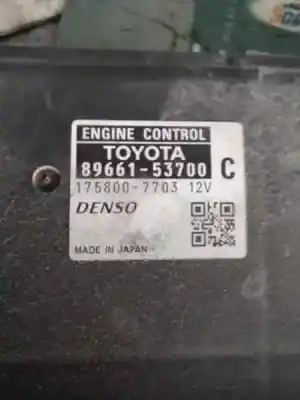 ENGINE CONTROL
TOYOTA
89661-53700 C
175800-7703 12V
DENSO
MADE IN JAPAN